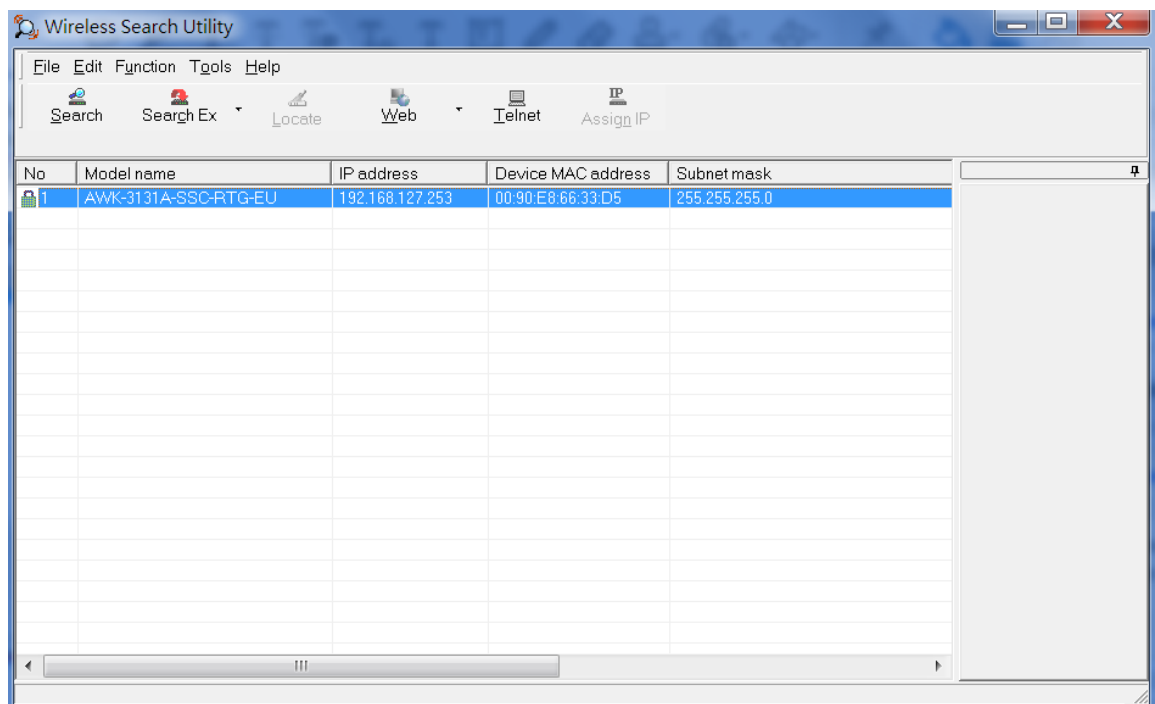 Wireless Search Utility
File Edit Function Tools Help
Search Search Ex Locate Web Telnet IP Assign IP
No Model name IP address Device MAC address Subnet mask
1 AWK-3131A-SSC-RTG-EU 192.168.127.253 00:90:E8:66:33:D5 255.255.255.0